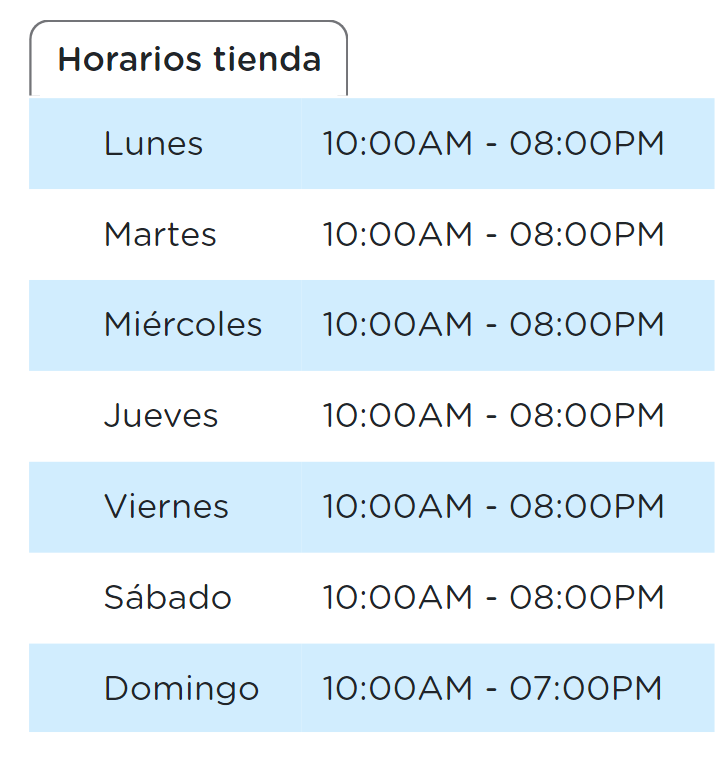 Horarios tienda
Lunes 10:00AM - 08:00PM
Martes 10:00AM - 08:00PM
Miércoles 10:00AM - 08:00PM
Jueves 10:00AM - 08:00PM
Viernes 10:00AM - 08:00PM
Sábado 10:00AM - 08:00PM
Domingo 10:00AM - 07:00PM